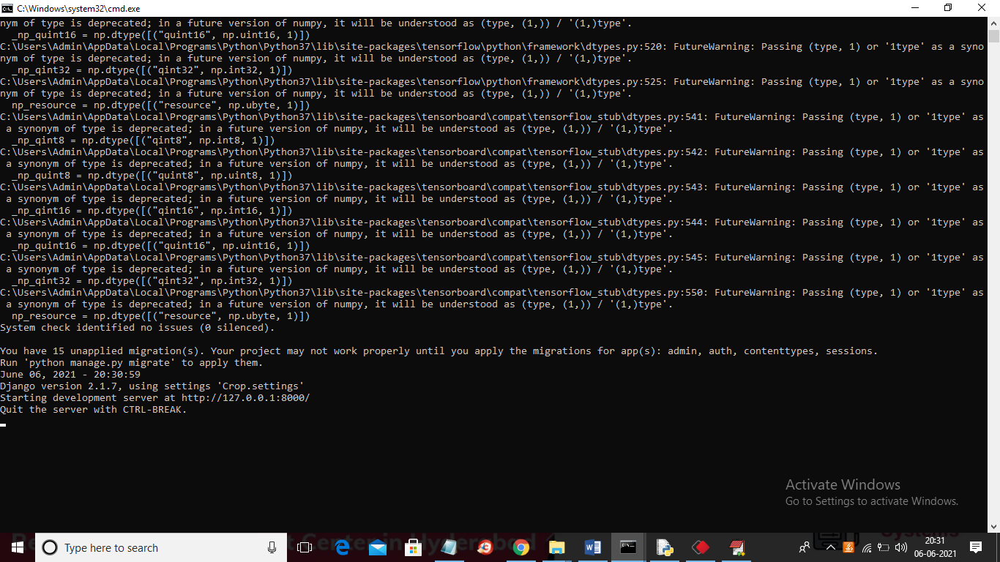 C:\Windows\system32\cmd.exe
nym of type is deprecated; in a future version of numpy, it will be understood as (type, (1,)) / '(1,)type'.
_np_quint16 = np.dtype([("quint16", np.uint16, 1)])
C:\Users\Admin\AppData\Local\Programs\Python\Python37\lib\site-packages\tensorflow\python\framework\dtypes.py:520: FutureWarning: Passing (type, 1) or '1type' as a syno
nym of type is deprecated; in a future version of numpy, it will be understood as (type, (1,)) / '(1,)type'.
_np_qint32 = np.dtype([("qint32", np.int32, 1)])
C:\Users\Admin\AppData\Local\Programs\Python\Python37\lib\site-packages\tensorflow\python\framework\dtypes.py:525: FutureWarning: Passing (type, 1) or '1type' as a syno
nym of type is deprecated; in a future version of numpy, it will be understood as (type, (1,)) / '(1,)type'.
np_resource = np.dtype([("resource", np.ubyte, 1)])
C:\Users\Admin\AppData\Local\Programs\Python\Python37\lib\site-packages\tensorboard\compat\tensorflow_stub\dtypes.py:541: FutureWarning: Passing (type, 1) or '1type' as
a synonym of type is deprecated; in a future version of numpy, it will be understood as (type, (1,)) / '(1,)type'.
_np_qint8 = np.dtype([("qint8", np.int8, 1)])
C:\Users\Admin\AppData\Local\Programs\Python\Python37\lib\site-packages\tensorboard\compat\tensorflow_stub\dtypes.py:542: FutureWarning: Passing (type, 1) or '1type' as
a synonym of type is deprecated; in a future version of numpy, it will be understood as (type, (1,)) / '(1,)type'.
_np_quint8 = np.dtype([("quint8", np.uint8, 1)])
C:\Users\Admin\AppData\Local\Programs\Python\Python37\lib\site-packages\tensorboard\compat\tensorflow_stub\dtypes.py:543: FutureWarning: Passing (type, 1) or '1type' as
a synonym of type is deprecated; in a future version of numpy, it will be understood as (type, (1,)) / '(1,)type'.
_np_qint16 = np.dtype([("qint16", np.int16, 1)])
C:\Users\Admin\AppData\Local\Programs\Python\Python37\lib\site-packages\tensorboard\compat\tensorflow_stub\dtypes.py:544: FutureWarning: Passing (type, 1) or '1type' as
a synonym of type is deprecated; in a future version of numpy, it will be understood as (type, (1,)) / '(1,)type'.
_np_quint16 = np.dtype([("quint16", np.uint16, 1)])
C:\Users\Admin\AppData\Local\Programs\Python\Python37\lib\site-packages\tensorboard\compat\tensorflow_stub\dtypes.py:545: FutureWarning: Passing (type, 1) or '1type' as
a synonym of type is deprecated; in a future version of numpy, it will be understood as (type, (1,)) / '(1,)type'.
_np_qint32 = np.dtype([("qint32", np.int32, 1)])
C:\Users\Admin\AppData\Local\Programs\Python\Python37\lib\site-packages\tensorboard\compat\tensorflow_stub\dtypes.py:550: FutureWarning: Passing (type, 1) or '1type' as
a synonym of type is deprecated; in a future version of numpy, it will be understood as (type, (1,)) / '(1,)type'.
np_resource = np.dtype([("resource", np.ubyte, 1)])
System check identified no issues (0 silenced).
You have 15 unapplied migration(s). Your project may not work properly until you apply the migrations for app(s): admin, auth, contenttypes, sessions.
Run 'python manage.py migrate' to apply them.
June 06, 2021 - 20:30:59
Django version 2.1.7, using settings 'Crop.settings'
Starting development server at http://127.0.0.1:8000/
Quit the server with CTRL-BREAK.
Activate Windows
Go to Settings to activate Windows.
Type here to search
20:31
06-06-2021